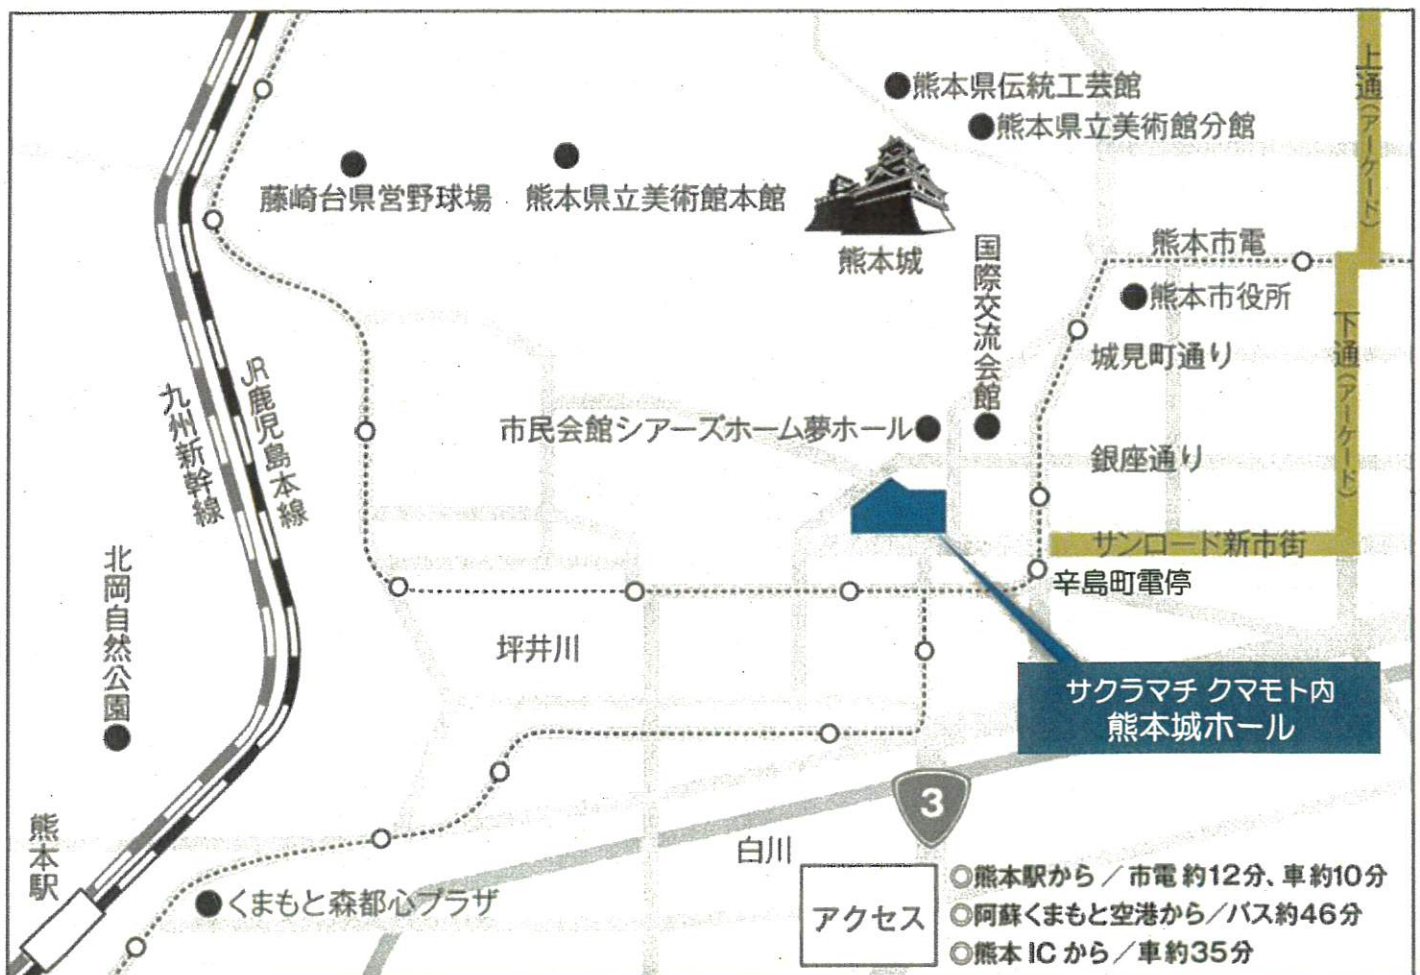 上通(アーケード)
●熊本県伝統工芸館
●熊本県立美術館分館
藤崎台県営野球場
熊本県立美術館本館
熊本城
国際交流会館
熊本市電
●熊本市役所
下通(アーケード)
城見町通り
JR鹿児島本線
九州新幹線
市民会館シアーズホーム夢ホール●
銀座通り
サンロード新市街
辛島町電停
北岡自然公園
坪井川
サクラマチ クマモト内
熊本城ホール
3
熊本駅
白川
●くまもと森都心プラザ
アクセス
◎熊本駅から/市電 約12分、車約10分
◎阿蘇くまもと空港から/バス約46分
◎熊本 IC から/車約35分